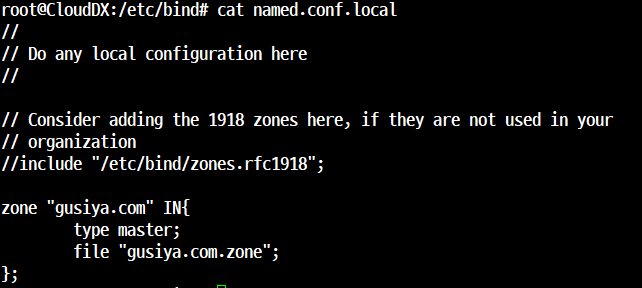 root@CloudDX:/etc/bind# cat named.conf.local
//
// Do any local configuration here
//
// Consider adding the 1918 zones here, if they are not used in your
// organization
//include "/etc/bind/zones.rfc1918";
zone "gusiya.com" IN{
type master;
file "gusiya.com.zone";
};